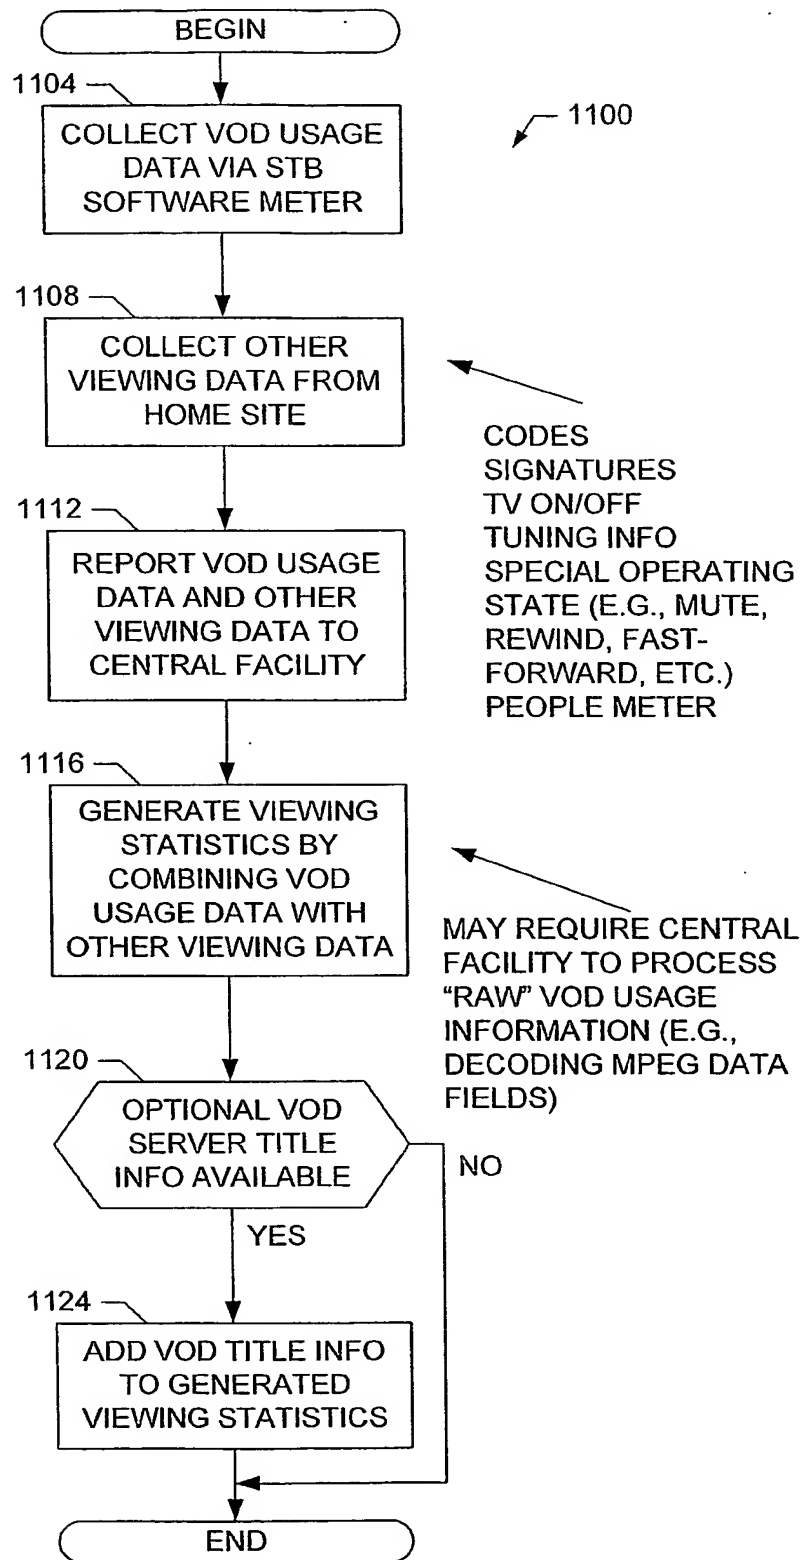 BEGIN
1104
COLLECT VOD USAGE
DATA VIA STB
SOFTWARE METER
1100
1108
COLLECT OTHER
VIEWING DATA FROM
HOME SITE
CODES
SIGNATURES
TV ON/OFF
TUNING INFO
SPECIAL OPERATING
STATE (E.G., MUTE,
REWIND, FAST-
FORWARD, ETC.)
PEOPLE METER
1112
REPORT VOD USAGE
DATA AND OTHER
VIEWING DATA TO
CENTRAL FACILITY
1116
GENERATE VIEWING
STATISTICS BY
COMBINING VOD
USAGE DATA WITH
OTHER VIEWING DATA
MAY REQUIRE CENTRAL
FACILITY TO PROCESS
“RAW” VOD USAGE
INFORMATION (E.G.,
DECODING MPEG DATA
FIELDS)
1120
OPTIONAL VOD
SERVER TITLE
INFO AVAILABLE
NO
YES
1124
ADD VOD TITLE INFO
TO GENERATED
VIEWING STATISTICS
END